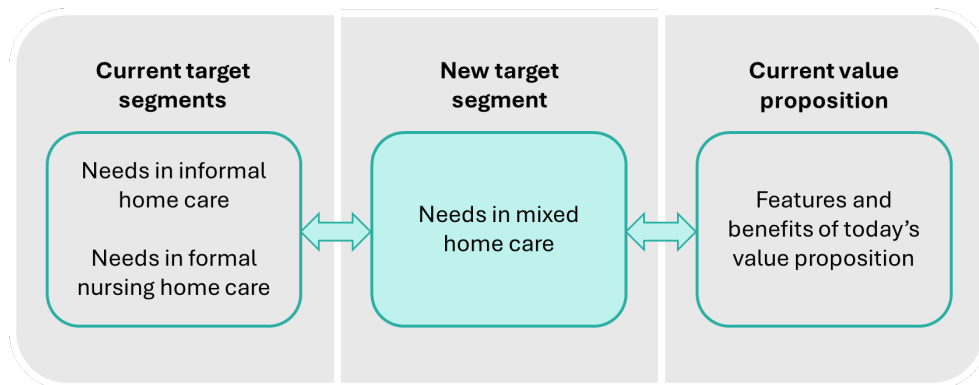 Current target
segments
Needs in informal
home care
Needs in formal
nursing home care
New target
segment
Needs in mixed
home care
Current value
proposition
Features and
benefits of today’s
value proposition